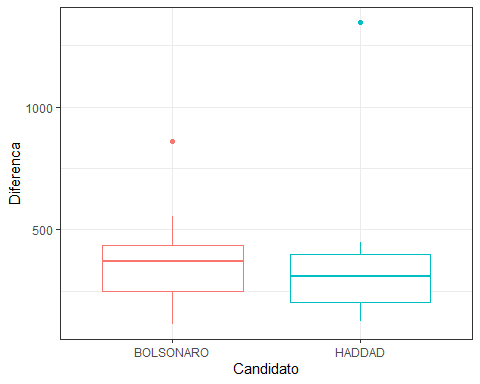 1000
500
Diferenca
BOLSONARO
HADDAD
Candidato